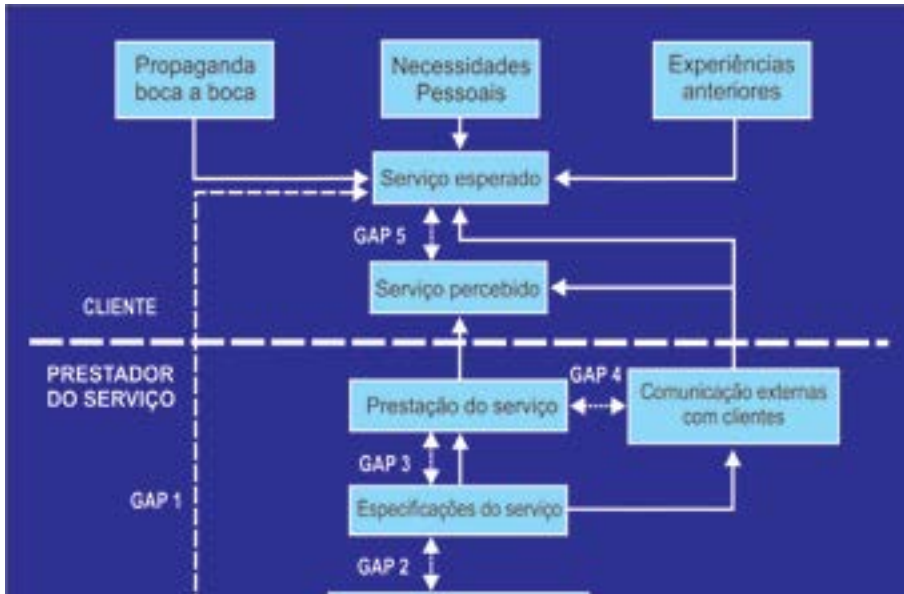 Propaganda
boca a boca
Necessidades
Pessoais
Experiências
anteriores
Serviço esperado
GAP 5
Serviço percebido
CLIENTE
PRESTADOR
DO SERVIÇO
GAP 4
Prestação do serviço
Comunicação externas
com clientes
GAP 3
GAP 1
Especificações do serviço
GAP 2